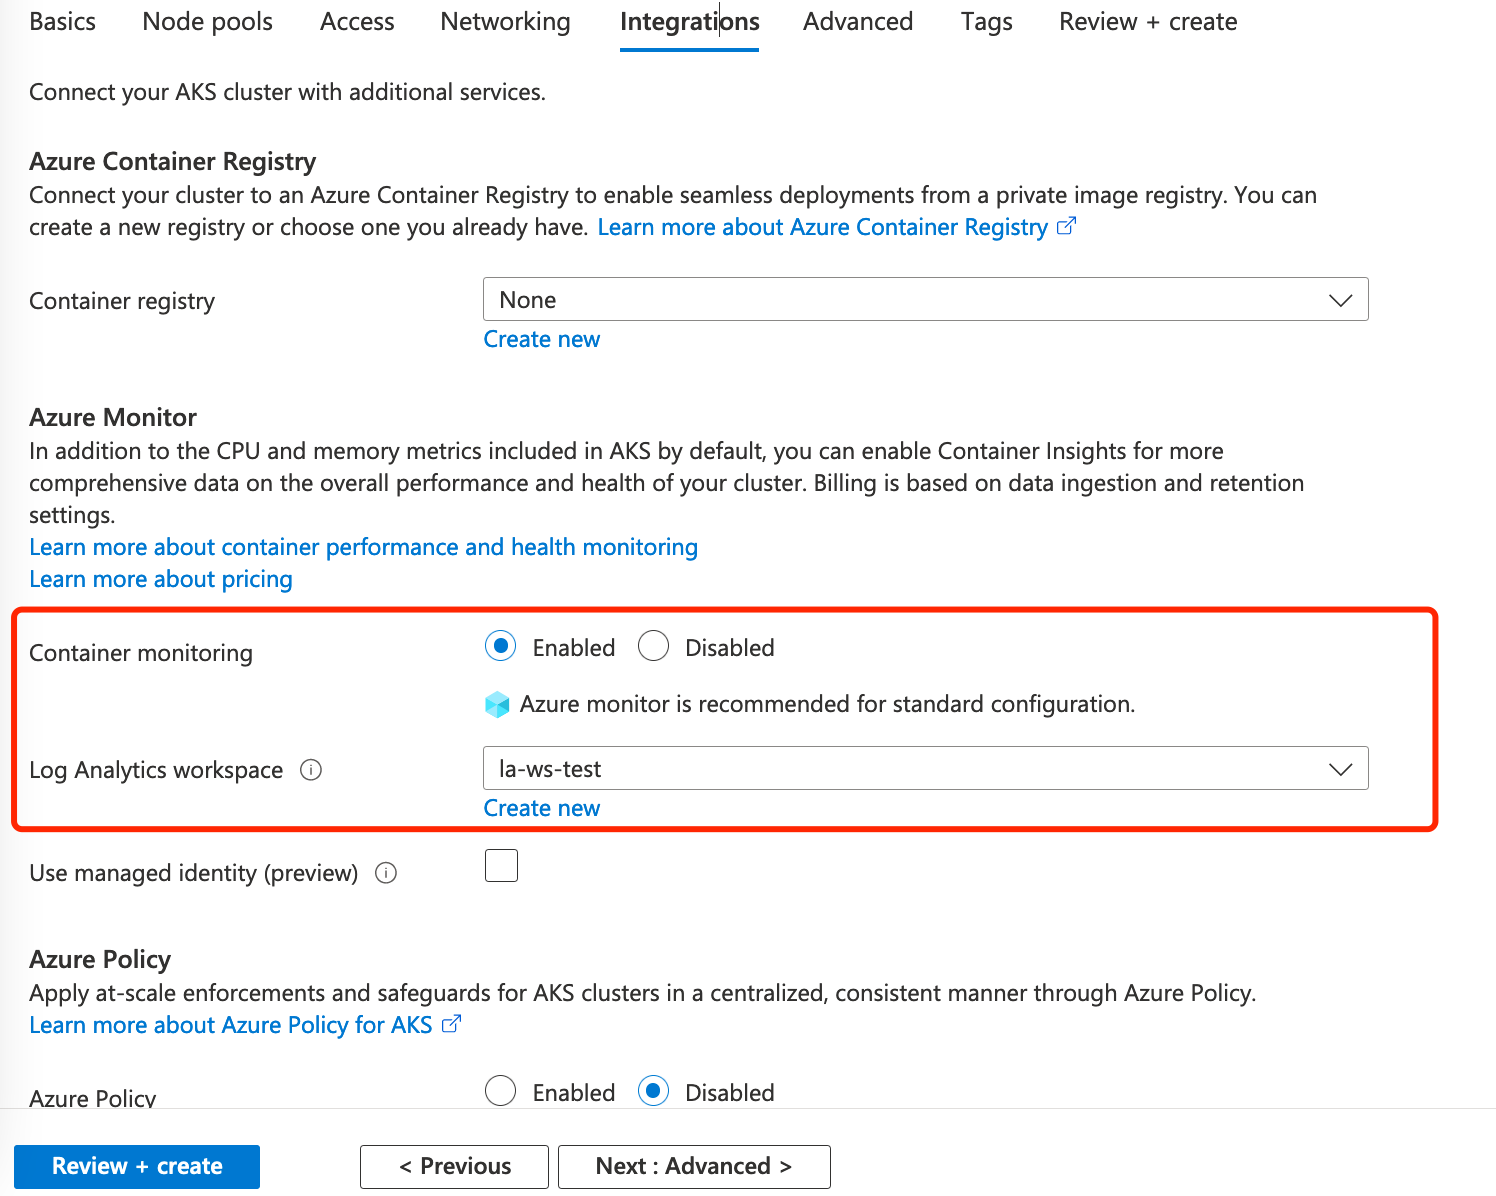 Basics Node pools Access Networking Integrations Advanced Tags Review + create
Connect your AKS cluster with additional services.
Azure Container Registry
Connect your cluster to an Azure Container Registry to enable seamless deployments from a private image registry. You can
create a new registry or choose one you already have. Learn more about Azure Container Registry
Container registry None
Create new
Azure Monitor
In addition to the CPU and memory metrics included in AKS by default, you can enable Container Insights for more
comprehensive data on the overall performance and health of your cluster. Billing is based on data ingestion and retention
settings.
Learn more about container performance and health monitoring
Learn more about pricing
Container monitoring Enabled Disabled
Azure monitor is recommended for standard configuration.
Log Analytics workspace la-ws-test
Create new
Use managed identity (preview)
Azure Policy
Apply at-scale enforcements and safeguards for AKS clusters in a centralized, consistent manner through Azure Policy.
Learn more about Azure Policy for AKS
Azure Policy Enabled Disabled
Review + create < Previous Next : Advanced >